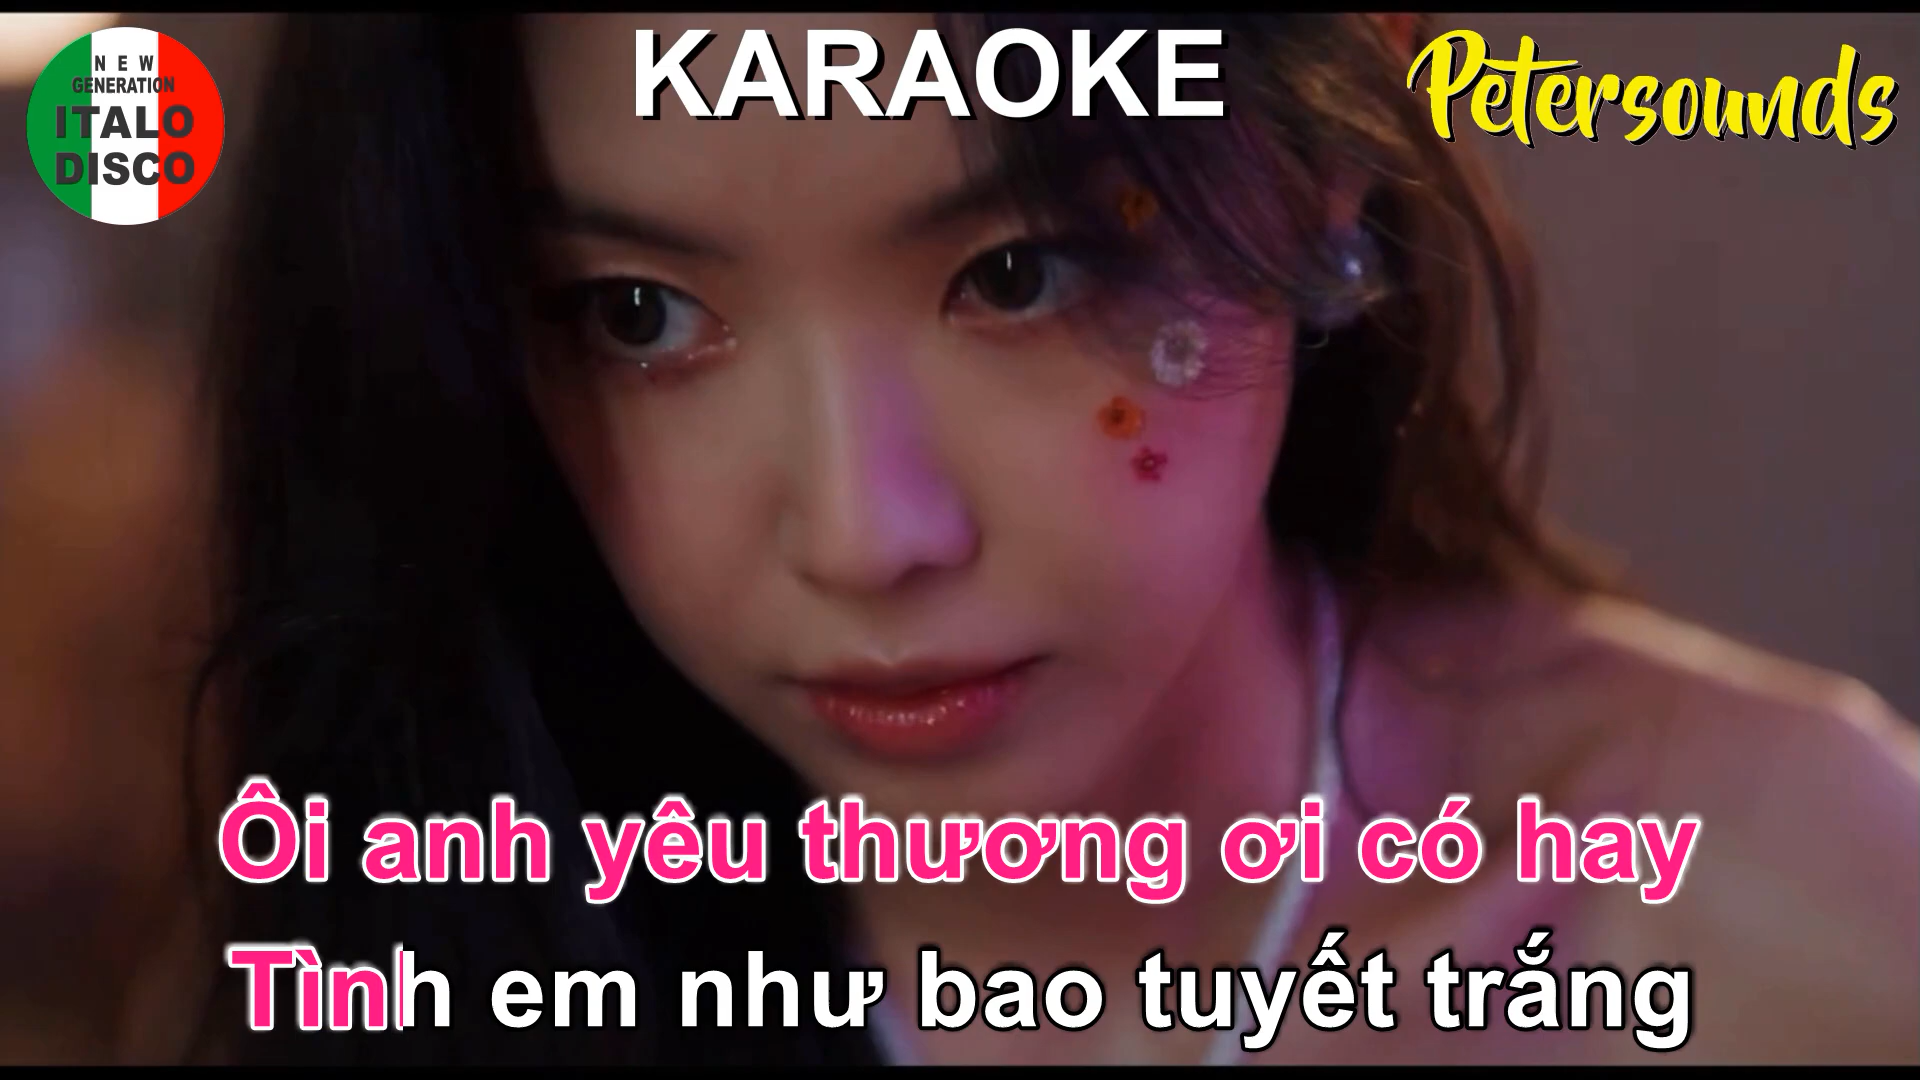 NEW
GENERATION
ITALO
DISCO
KARAOKE
Petersounds
Ôi anh yêu thương ơi có hay
Tình em như bao tuyết trắng